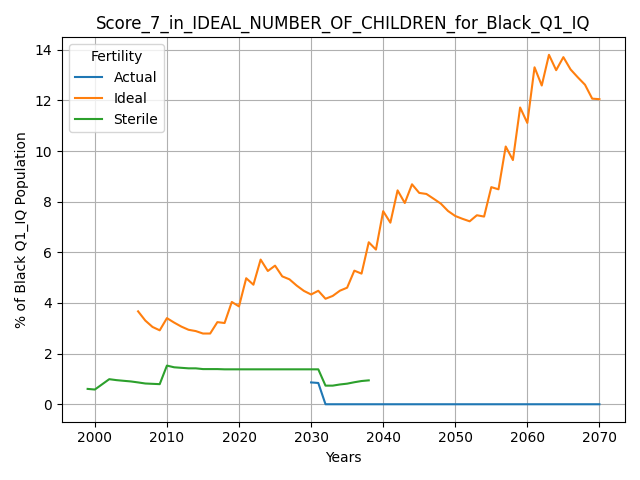 Score_7_in_IDEAL_NUMBER_OF_CHILDREN_for_Black_Q1_IQ
Fertility
Actual
Ideal
Sterile
% of Black Q1_IQ Population
14
12
10
8
6
4
2
0
2000 2010 2020 2030 2040 2050 2060 2070
Years